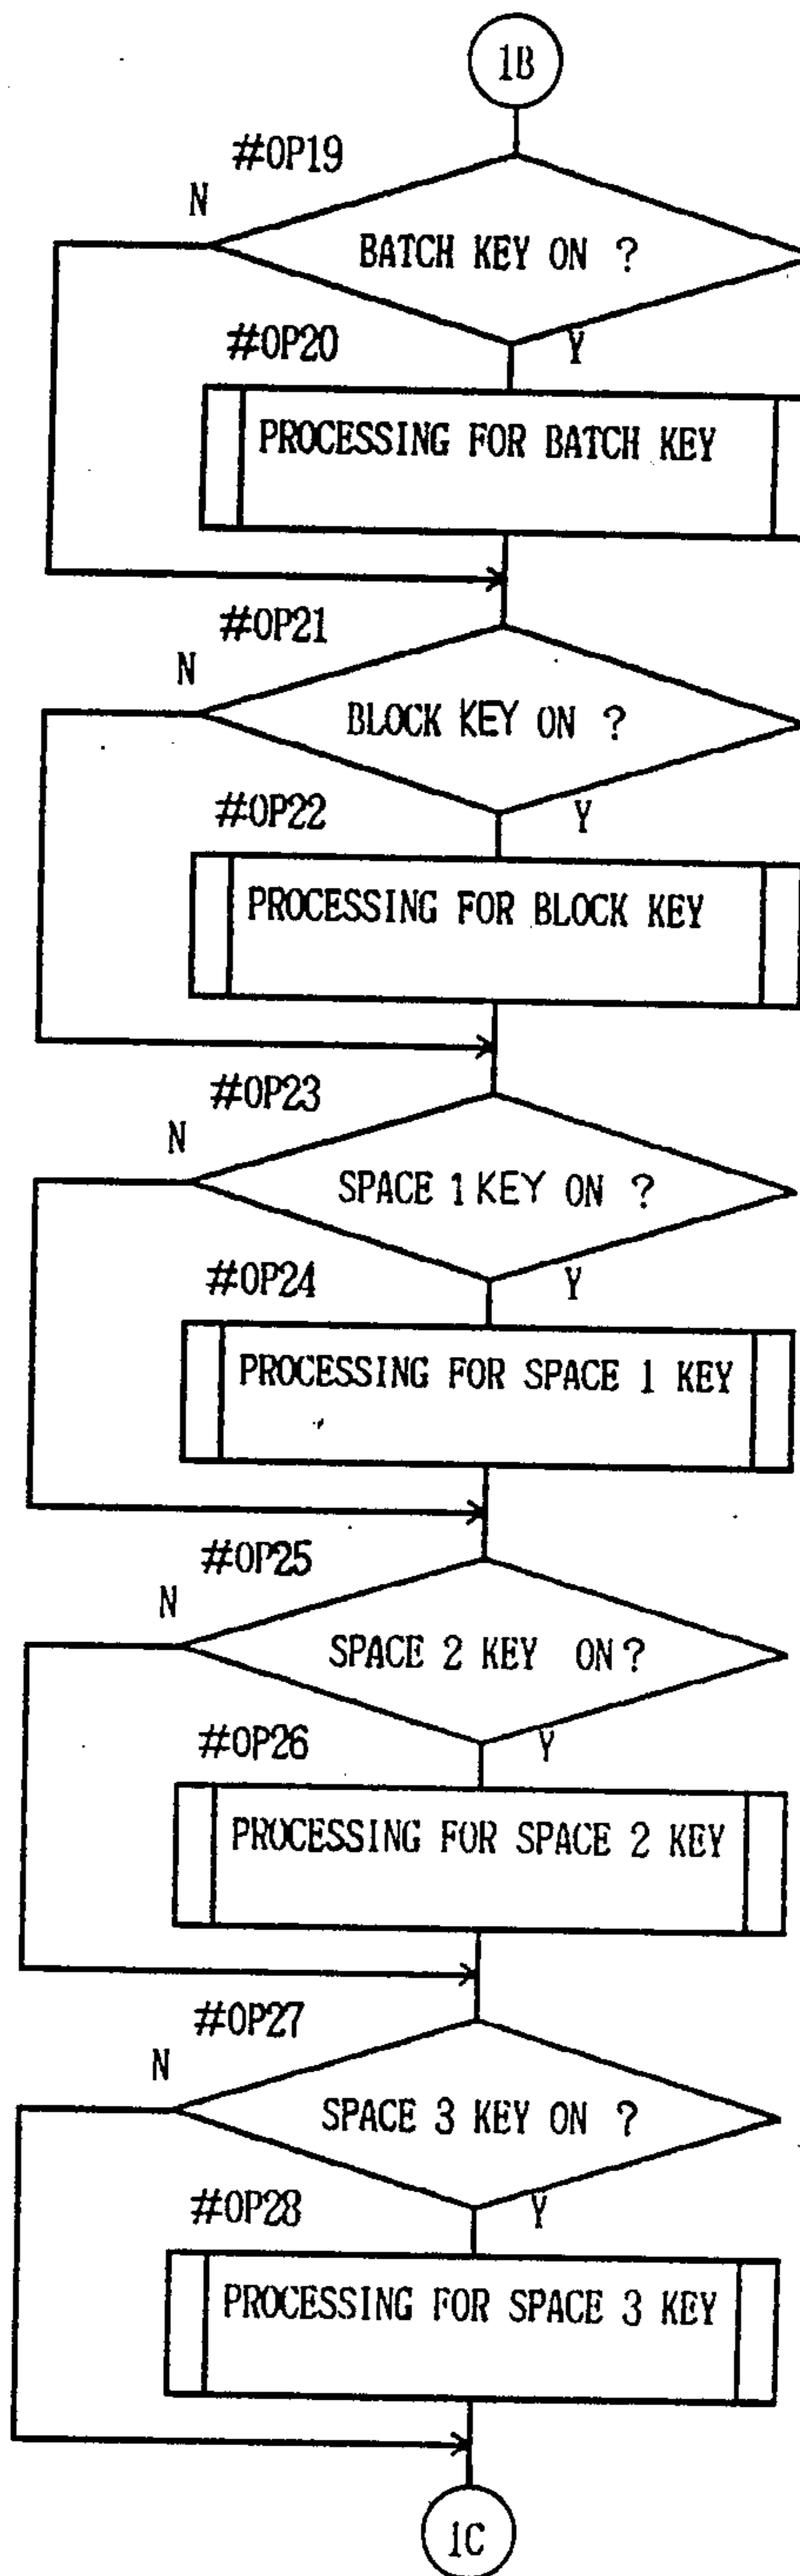 1B
#OP19
N
BATCH KEY ON ?
Y
#OP20
PROCESSING FOR BATCH KEY
#OP21
N
BLOCK KEY ON ?
Y
#OP22
PROCESSING FOR BLOCK KEY
#OP23
N
SPACE 1 KEY ON ?
Y
#OP24
PROCESSING FOR SPACE 1 KEY
#OP25
N
SPACE 2 KEY ON ?
Y
#OP26
PROCESSING FOR SPACE 2 KEY
#OP27
N
SPACE 3 KEY ON ?
Y
#OP28
PROCESSING FOR SPACE 3 KEY
1C